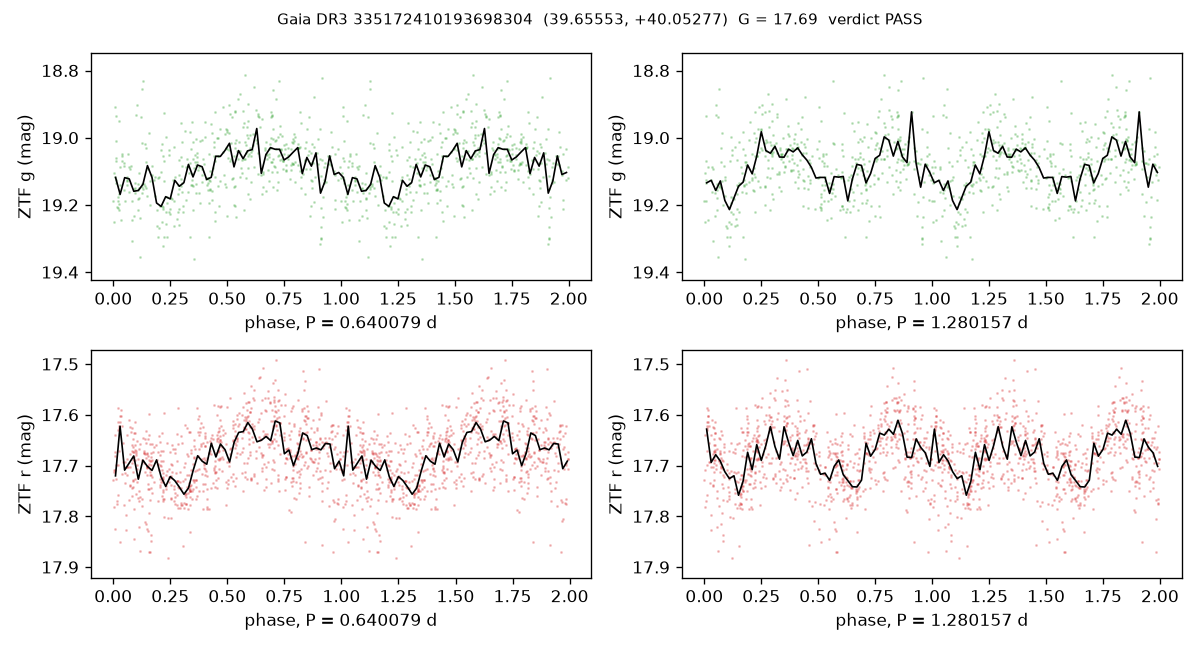 Gaia DR3 335172410193698304 (39.65553, +40.05277) G = 17.69 verdict PASS
ZTF g (mag)
18.8
19.0
19.2
19.4
0.00 0.25 0.50 0.75 1.00 1.25 1.50 1.75 2.00
phase, P = 0.640079 d
ZTF g (mag)
18.8
19.0
19.2
19.4
0.00 0.25 0.50 0.75 1.00 1.25 1.50 1.75 2.00
phase, P = 1.280157 d
ZTF r (mag)
17.5
17.6
17.7
17.8
17.9
0.00 0.25 0.50 0.75 1.00 1.25 1.50 1.75 2.00
phase, P = 0.640079 d
ZTF r (mag)
17.5
17.6
17.7
17.8
17.9
0.00 0.25 0.50 0.75 1.00 1.25 1.50 1.75 2.00
phase, P = 1.280157 d